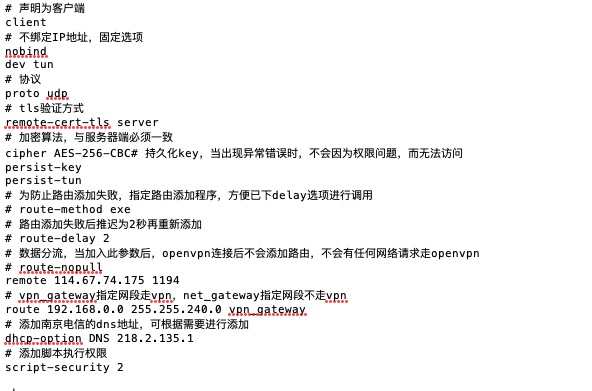 # 声明为客户端
client
# 不绑定IP地址，固定选项
nobind
dev tun
# 协议
proto udp
# tls验证方式
remote-cert-tls server
# 加密算法，与服务器端必须一致
cipher AES-256-CBC# 持久化key，当出现异常错误时，不会因为权限问题，而无法访问
persist-key
persist-tun
# 为防止路由添加失败，指定路由添加程序，方便已下delay选项进行调用
# route-method exe
# 路由添加失败后推迟为2秒再重新添加
# route-delay 2
# 数据分流，当加入此参数后，openvpn连接后不会添加路由，不会有任何网络请求走openvpn
# route-nopull
remote 114.67.74.175 1194
# vpn_gateway指定网段走vpn，net_gateway指定网段不走vpn
route 192.168.0.0 255.255.240.0 vpn_gateway
# 添加南京电信的dns地址，可根据需要进行添加
dhcp-option DNS 218.2.135.1
# 添加脚本执行权限
script-security 2